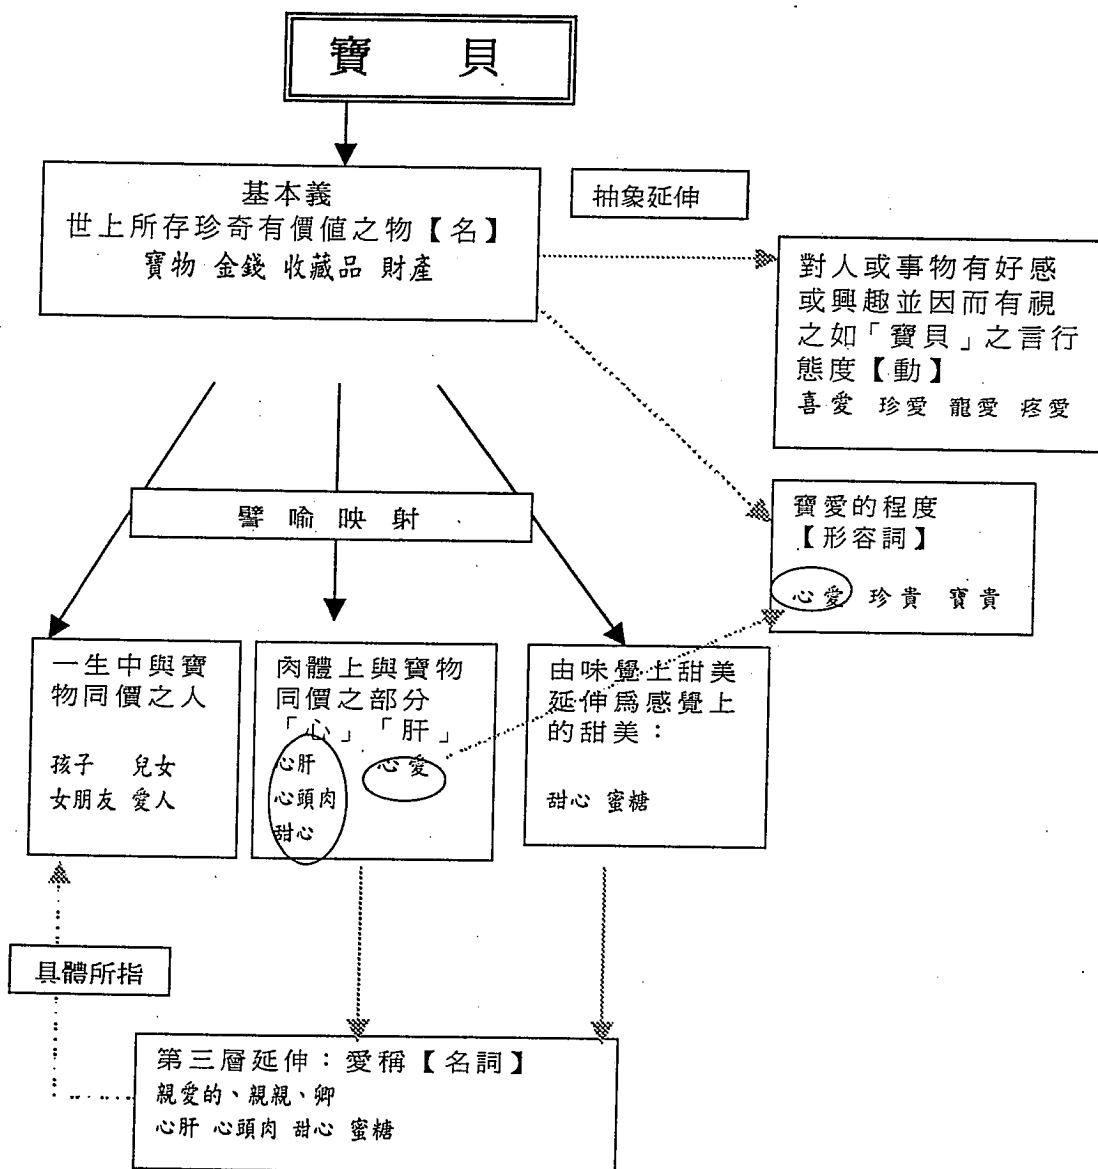 寶 貝
基本義
世上所存珍奇有價值之物【名】
寶物 金錢 收藏品 財產
抽象延伸
對人或事物有好感
或興趣並因而有視
之如「寶貝」之言行
態度【動】
喜愛 珍愛 寵愛 疼愛
譬喻映射
寶愛的程度
【形容詞】
心愛 珍貴 寶貴
一生中與寶
物同價之人
孩子 兒女
女朋友 愛人
肉體上與寶物
同價之部分
「心」「肝」
心肝 心愛
心頭肉
甜心
由味覺上甜美
延伸為感覺上
的甜美：
甜心 蜜糖
具體所指
第三層延伸：愛稱【名詞】
親愛的、親親、卿
心肝 心頭肉 甜心 蜜糖